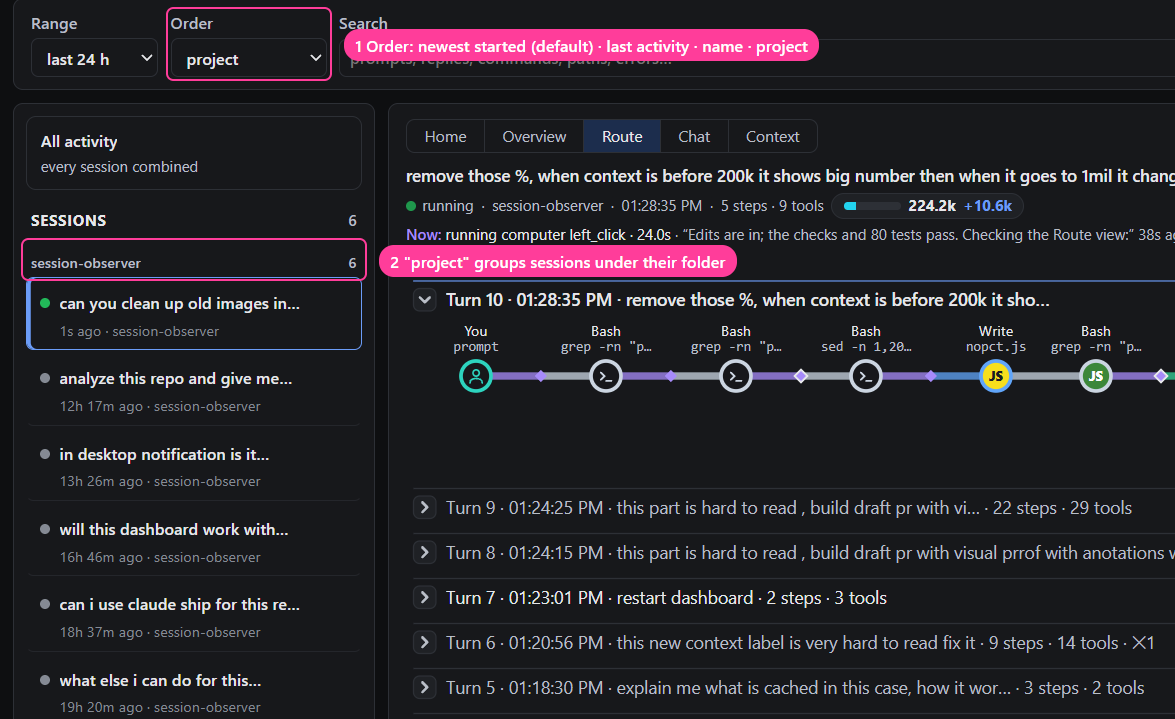 Range
Order
Search
last 24 h
project
1 Order: newest started (default) · last activity · name · project
prompts, replies, commands, paths, errors...
All activity
every session combined
SESSIONS 6
session-observer 6
can you clean up old images in...
1s ago · session-observer
analyze this repo and give me...
12h 17m ago · session-observer
in desktop notification is it...
13h 26m ago · session-observer
will this dashboard work with...
16h 46m ago · session-observer
can i use claude ship for this re...
18h 37m ago · session-observer
what else i can do for this...
19h 20m ago · session-observer
Home Overview Route Chat Context
remove those %, when context is before 200k it shows big number then when it goes to 1mil it chang
running · session-observer · 01:28:35 PM · 5 steps · 9 tools 224.2k +10.6k
Now: running computer left_click · 24.0s · “Edits are in; the checks and 80 tests pass. Checking the Route view:” 38s ag
2 "project" groups sessions under their folder
Turn 10 · 01:28:35 PM · remove those %, when context is before 200k it sho...
You Bash Bash Bash Write Bash
prompt grep -rn "p… grep -rn "p… sed -n 1,20… nopct.js grep -rn "p…
JS JS
Turn 9 · 01:24:25 PM · this part is hard to read , build draft pr with vi... · 22 steps · 29 tools
Turn 8 · 01:24:15 PM · this part is hard to read , build draft pr with visual prrof with anotations w
Turn 7 · 01:23:01 PM · restart dashboard · 2 steps · 3 tools
Turn 6 · 01:20:56 PM · this new context label is very hard to read fix it · 9 steps · 14 tools · ✕1
Turn 5 · 01:18:30 PM · explain me what is cached in this case, how it wor... · 3 steps · 2 tools